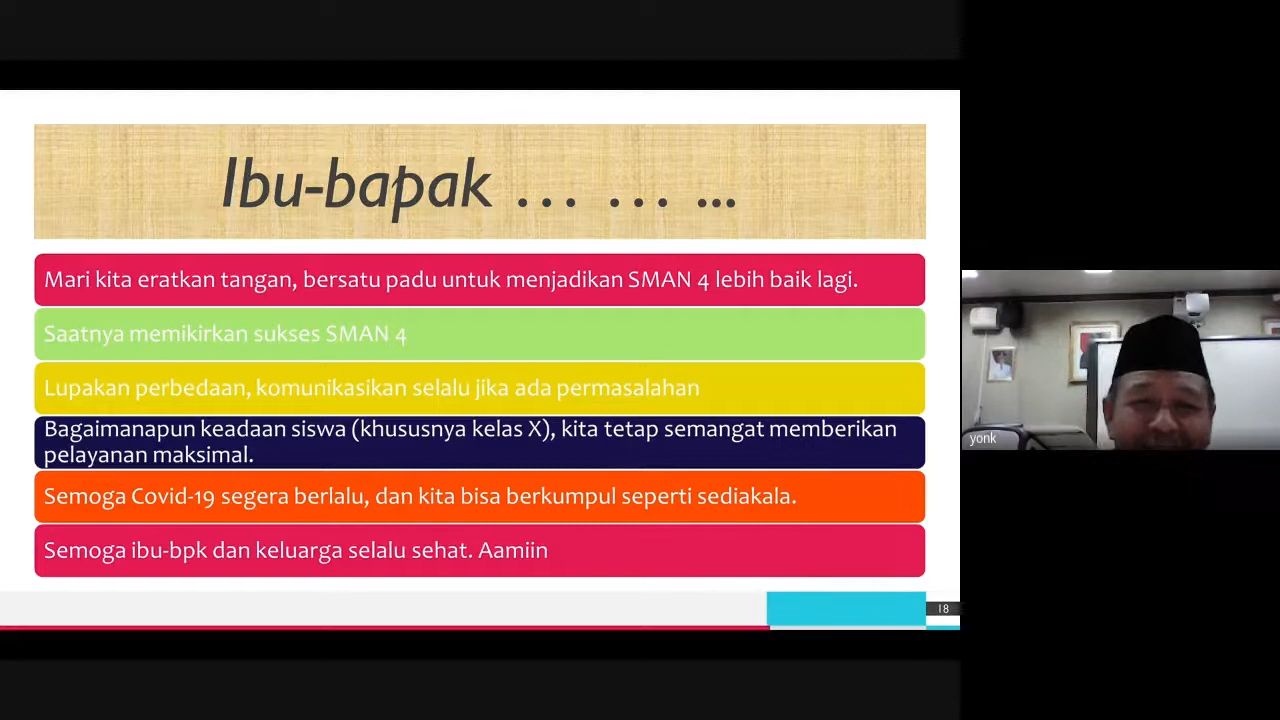 Ibu-bapak … … ...
Mari kita eratkan tangan, bersatu padu untuk menjadikan SMAN 4 lebih baik lagi.
Saatnya memikirkan sukses SMAN 4
Lupakan perbedaan, komunikasikan selalu jika ada permasalahan
Bagaimanapun keadaan siswa (khususnya kelas X), kita tetap semangat memberikan
pelayanan maksimal.
Semoga Covid-19 segera berlalu, dan kita bisa berkumpul seperti sediakala.
Semoga ibu-bpk dan keluarga selalu sehat. Aamiin
18
yonk